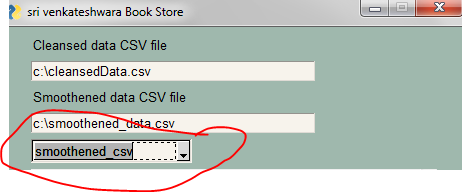 sri venkateshwara Book Store
Cleansed data CSV file
c:\cleansedData.csv
Smoothened data CSV file
c:\smoothened_data.csv
smoothened_csv